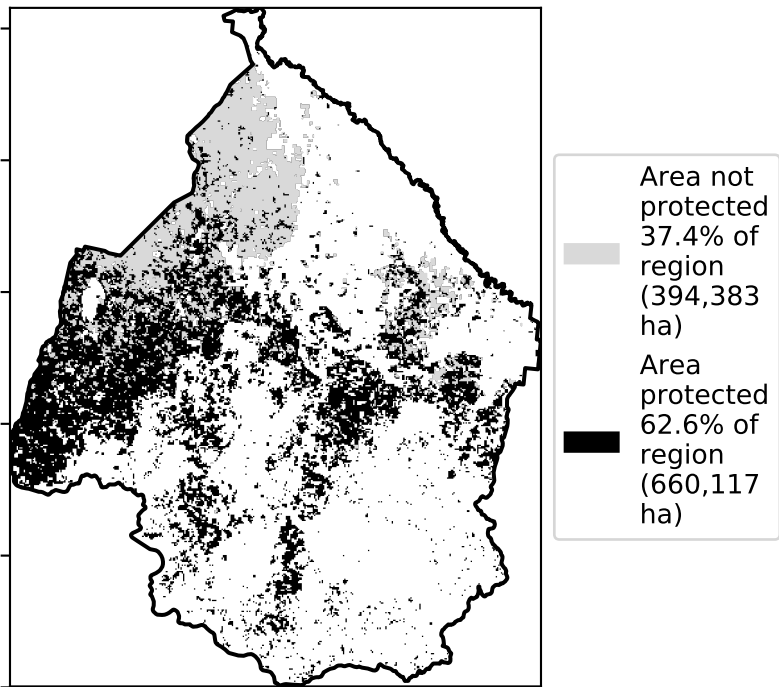 Area not
protected
37.4% of
region
(394,383
ha)
Area
protected
62.6% of
region
(660,117
ha)